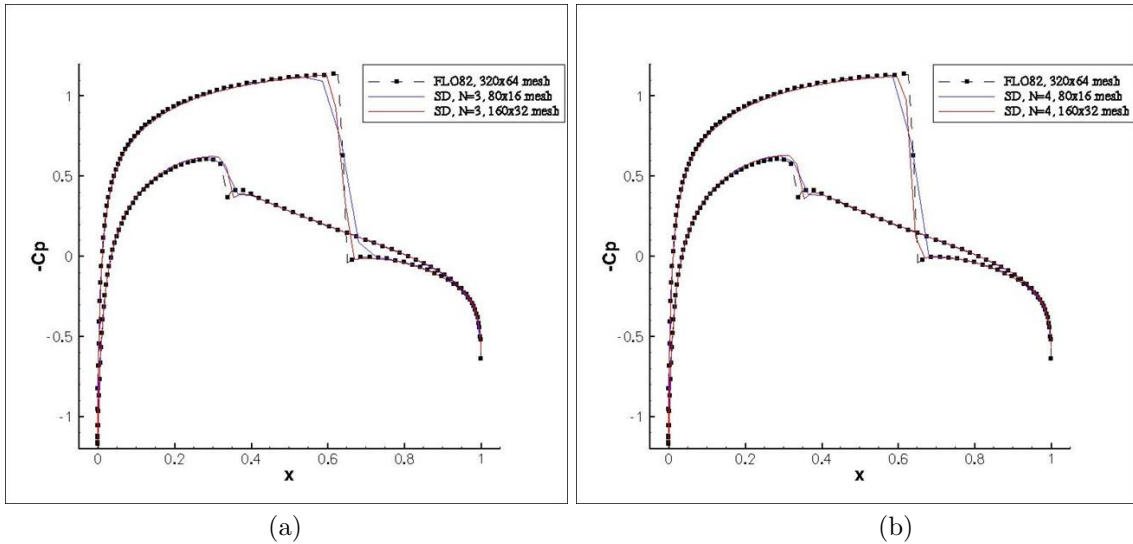 FLO82, 320x64 mesh
SD, N=3, 80x16 mesh
SD, N=3, 160x32 mesh
1
0.5
0
-0.5
-1
-Cp
0 0.2 0.4 0.6 0.8 1
x
(a)
FLO82, 320x64 mesh
SD, N=4, 80x16 mesh
SD, N=4, 160x32 mesh
1
0.5
0
-0.5
-1
-Cp
0 0.2 0.4 0.6 0.8 1
x
(b)